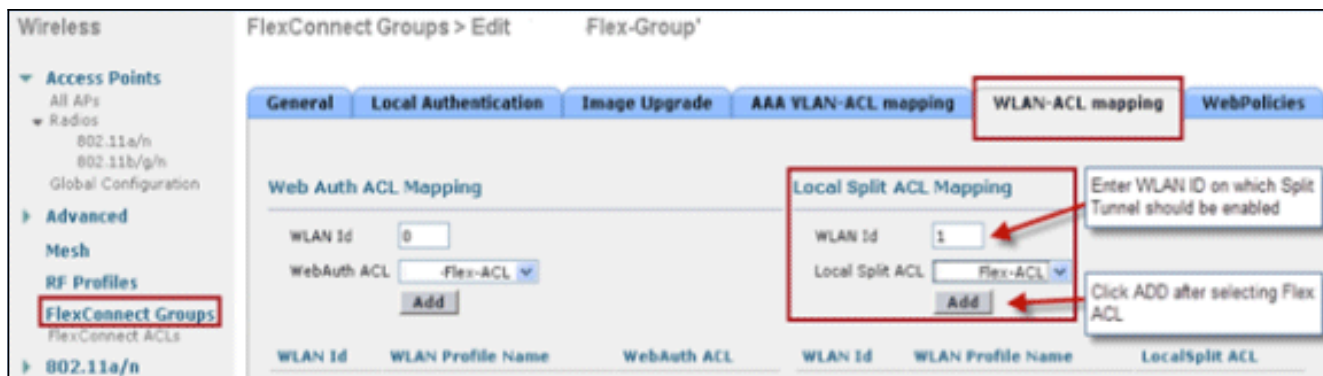 Wireless
Access Points
All APs
Radios
802.11a/n
802.11b/g/n
Global Configuration
Advanced
Mesh
RF Profiles
FlexConnect Groups
FlexConnect ACLs
802.11a/n
FlexConnect Groups > Edit Flex-Group'
General Local Authentication Image Upgrade AAA VLAN-ACL mapping WLAN-ACL mapping WebPolicies
Web Auth ACL Mapping
WLAN Id 0
WebAuth ACL -Flex-ACL
Add
WLAN Id WLAN Profile Name WebAuth ACL
Local Split ACL Mapping
WLAN Id 1
Local Split ACL Flex-ACL
Add
WLAN Id WLAN Profile Name LocalSplit ACL
Enter WLAN ID on which Split
Tunnel should be enabled
Click ADD after selecting Flex
ACL